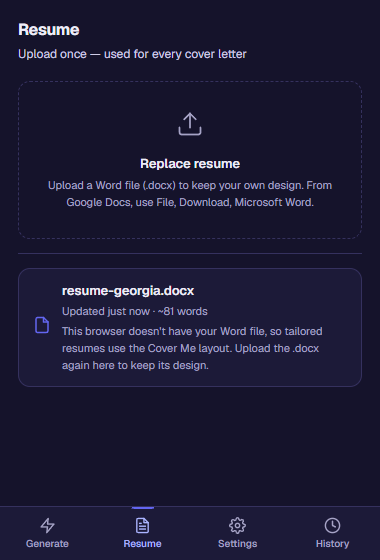 Resume
Upload once — used for every cover letter
Replace resume
Upload a Word file (.docx) to keep your own design. From
Google Docs, use File, Download, Microsoft Word.
resume-georgia.docx
Updated just now · ~81 words
This browser doesn't have your Word file, so tailored
resumes use the Cover Me layout. Upload the .docx
again here to keep its design.
Generate
Resume
Settings
History